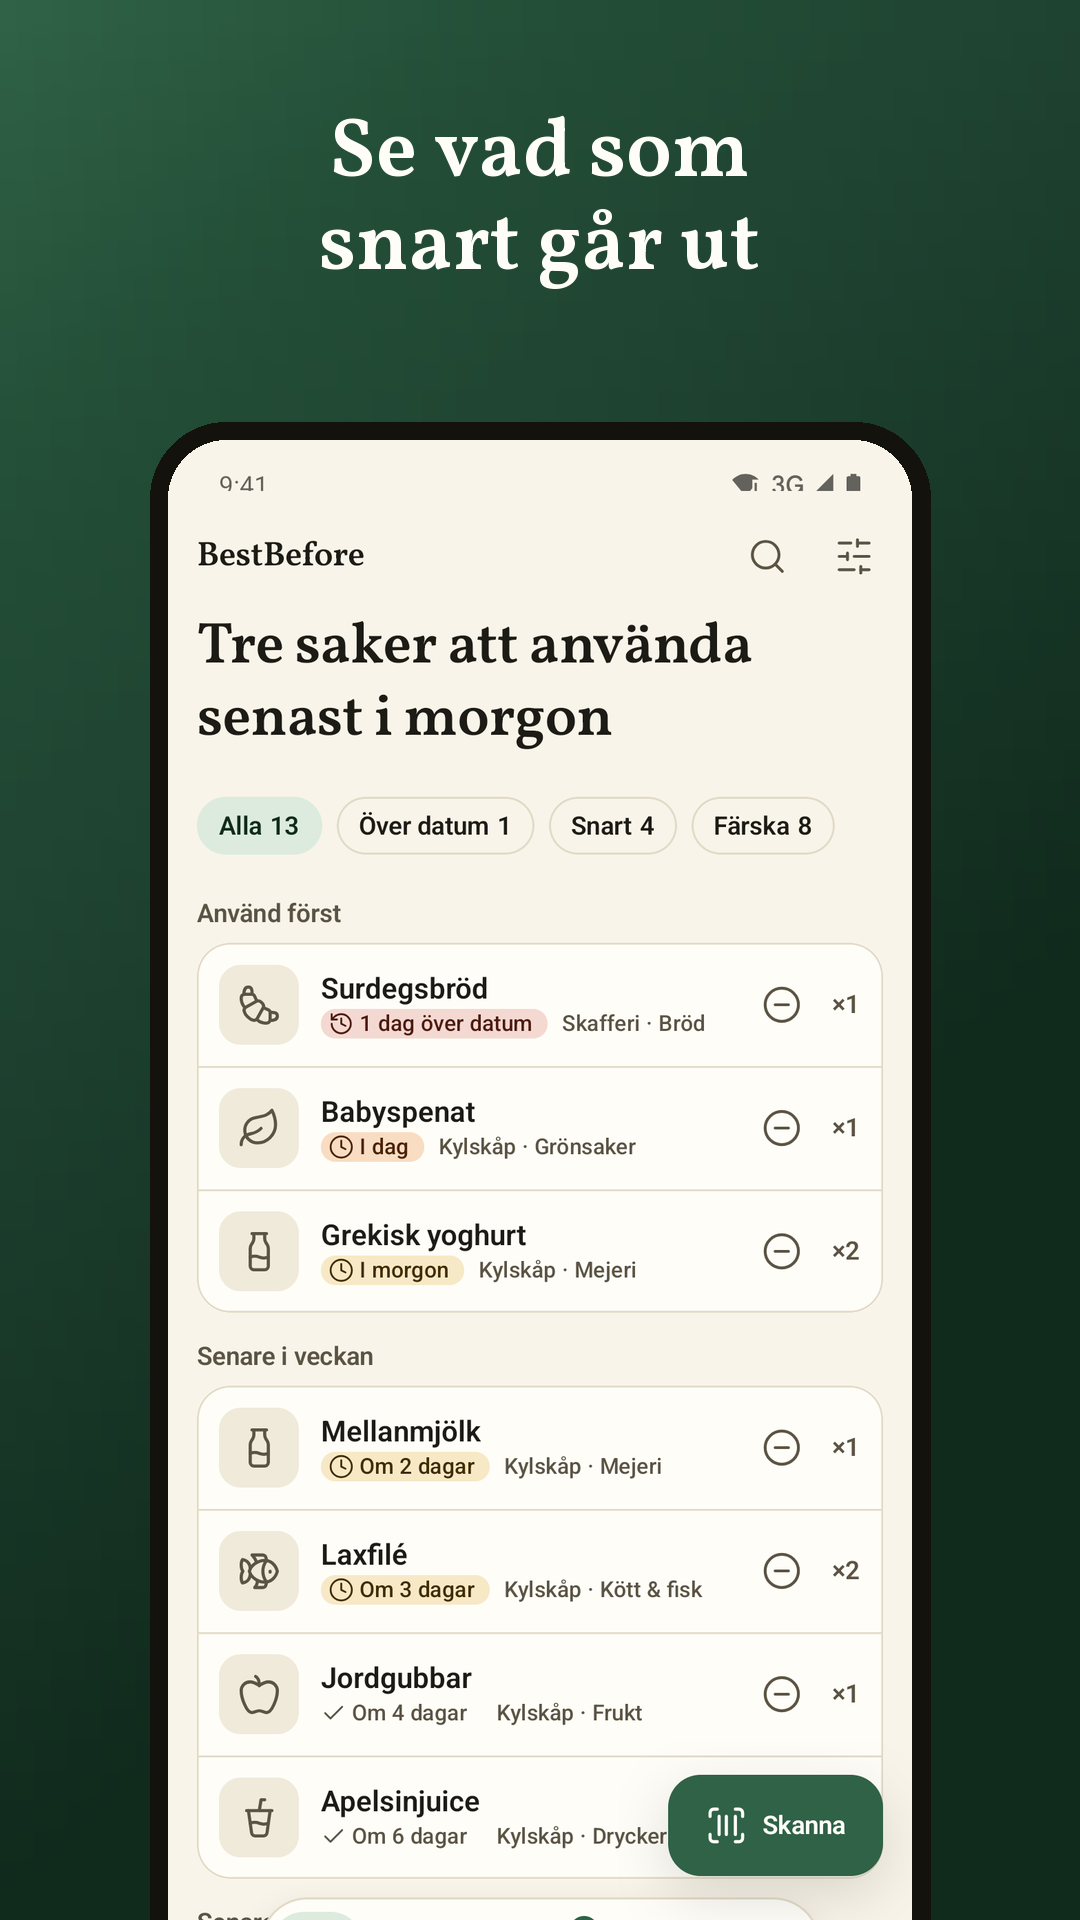 Se vad som
snart går ut
9:41
3G
BestBefore
Tre saker att använda
senast i morgon
Alla 13
Över datum 1
Snart 4
Färska 8
Använd först
Surdegsbröd
1 dag över datum
Skafferi · Bröd
×1
Babyspenat
I dag
Kylskåp · Grönsaker
×1
Grekisk yoghurt
I morgon
Kylskåp · Mejeri
×2
Senare i veckan
Mellanmjölk
Om 2 dagar
Kylskåp · Mejeri
×1
Laxfilé
Om 3 dagar
Kylskåp · Kött & fisk
×2
Jordgubbar
Om 4 dagar
Kylskåp · Frukt
×1
Apelsinjuice
Om 6 dagar
Kylskåp · Drycker
Skanna